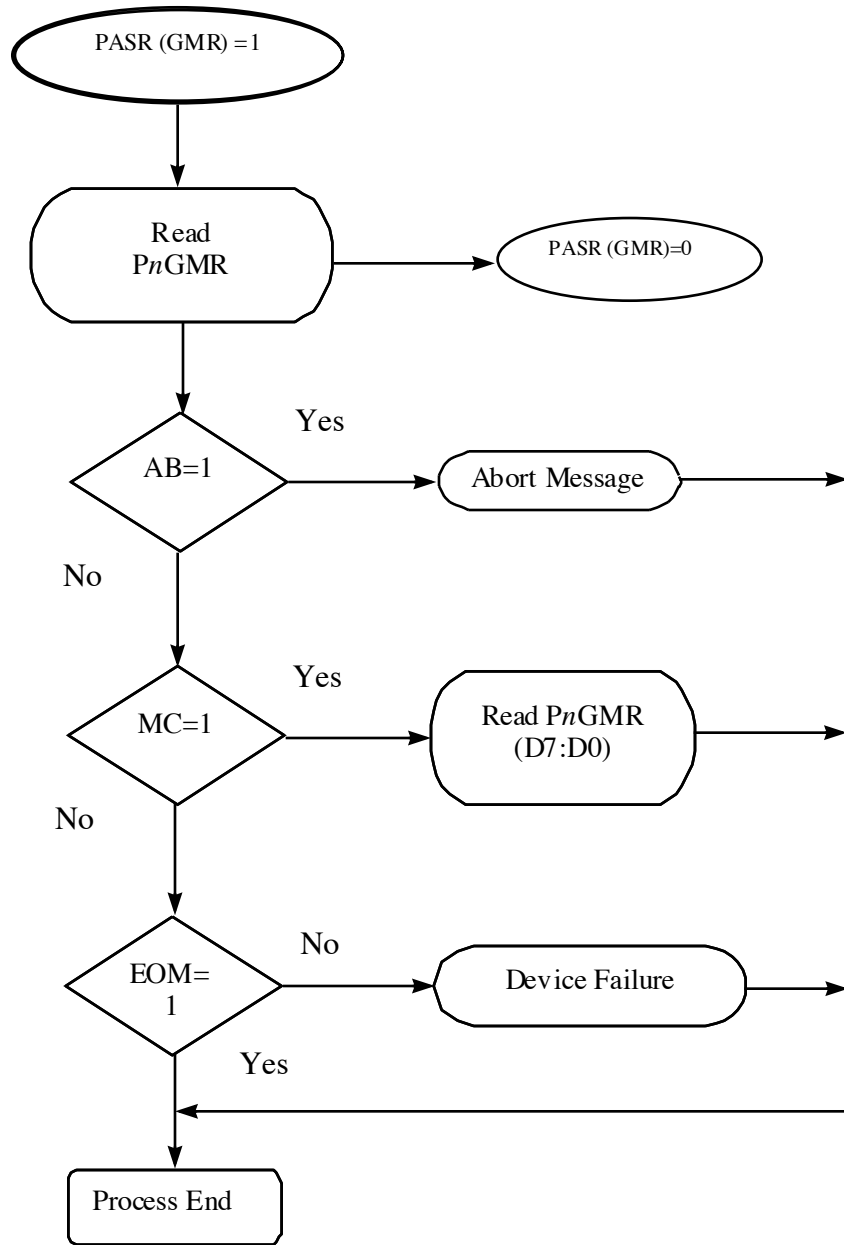 PASR (GMR) =1
Read
PnGMR
PASR (GMR)=0
AB=1
Yes
Abort Message
No
MC=1
Yes
Read PnGMR
(D7:D0)
No
EOM=
1
No
Device Failure
Yes
Process End